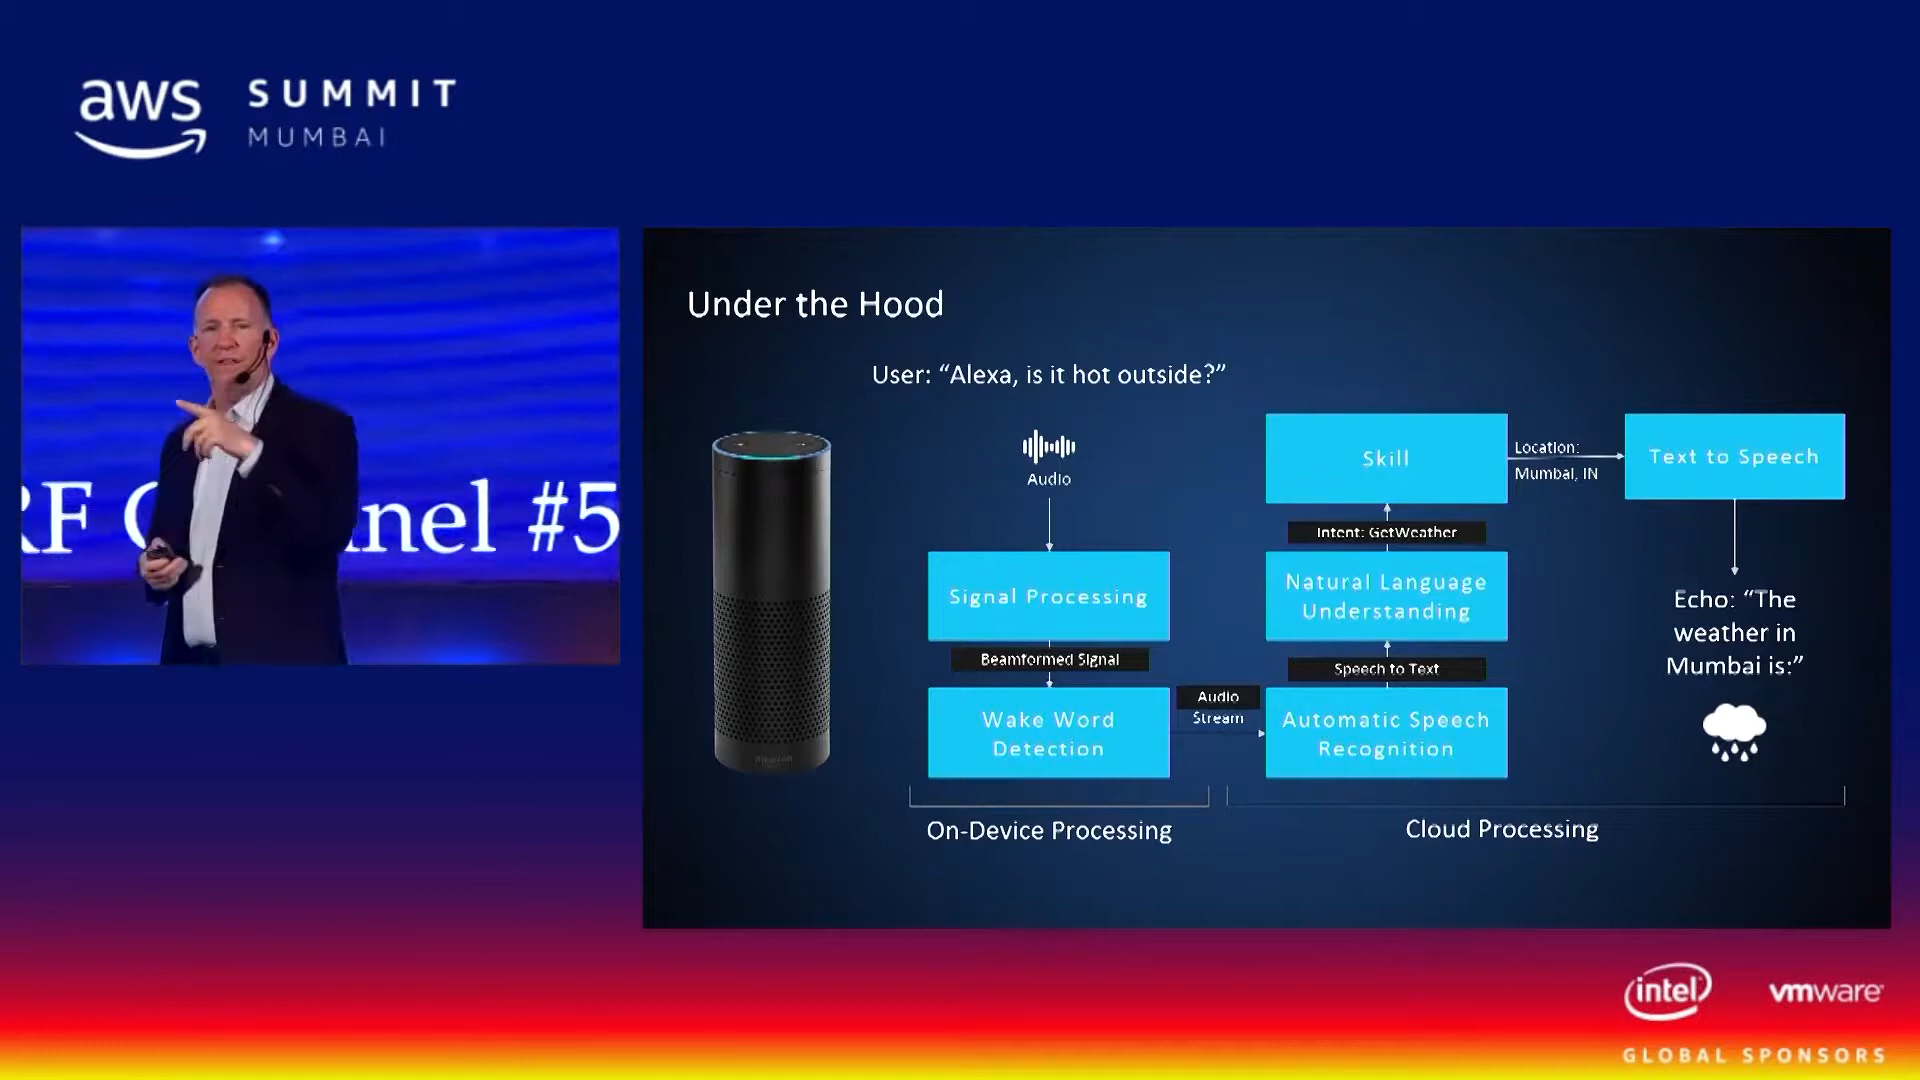 aws SUMMIT
MUMBAI
#5
Under the Hood
User: “Alexa, is it hot outside?”
Audio
Signal Processing
Beamformed Signal
Wake Word
Detection
Audio
Stream
Automatic Speech
Recognition
Speech to Text
Natural Language
Understanding
Intent: GetWeather
Skill
Location:
Mumbai, IN
Text to Speech
Echo: “The
weather in
Mumbai is:”
On-Device Processing
Cloud Processing
amazon
intel
vmware
GLOBAL SPONSORS